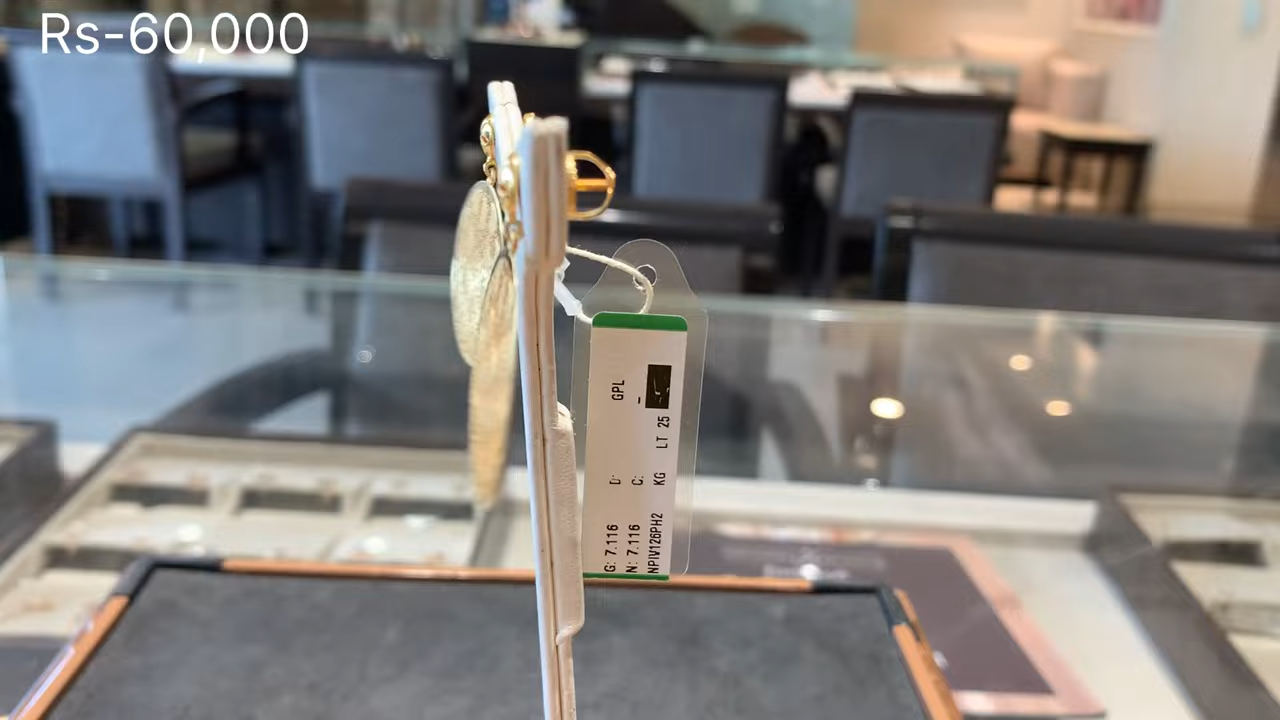 Rs-60,000
G: 7.116 D: GPL
N: 7.116 C: -
NPIV126PH2 KG LT 25